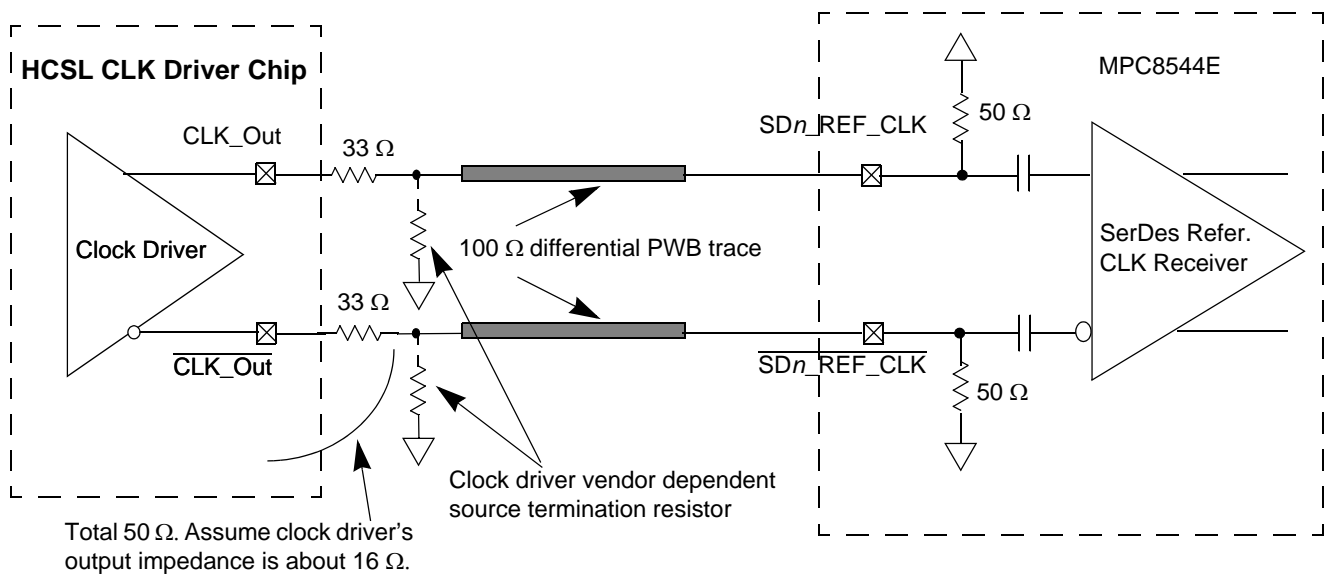 HCSL CLK Driver Chip
MPC8544E
CLK_Out
SDn_REF_CLK
50 Ω
33 Ω
Clock Driver
100 Ω differential PWB trace
SerDes Refer.
CLK Receiver
33 Ω
CLK_Out
SDn_REF_CLK
50 Ω
Clock driver vendor dependent
source termination resistor
Total 50 Ω. Assume clock driver's
output impedance is about 16 Ω.